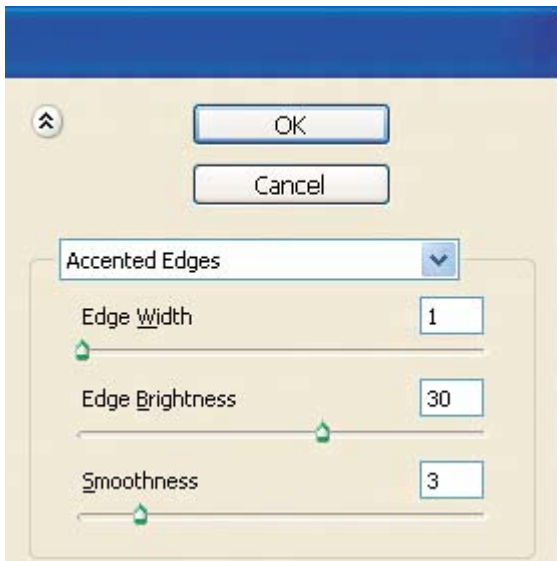 OK
Cancel
Accented Edges
Edge Width 1
Edge Brightness 30
Smoothness 3